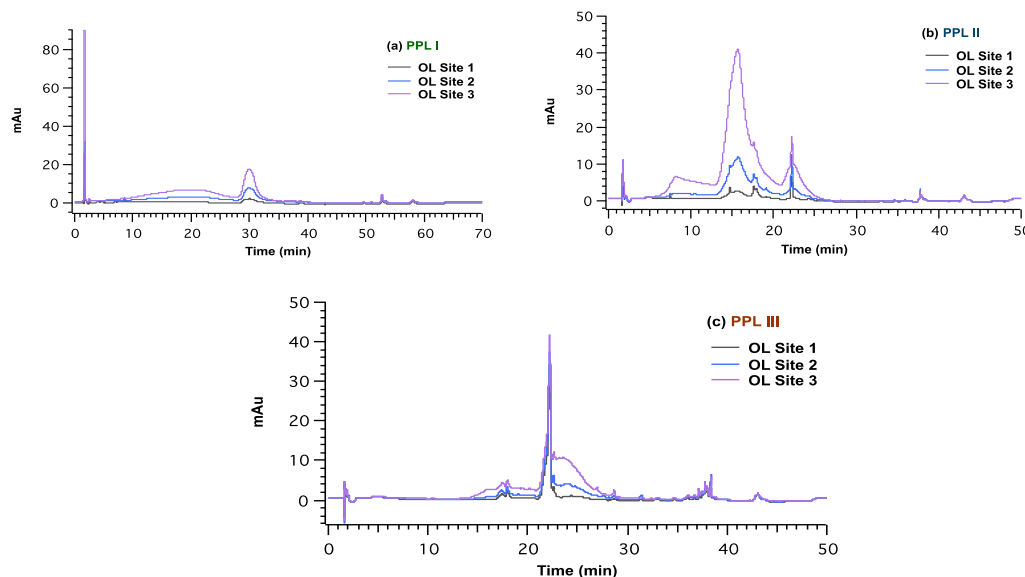 (a) PPL I
OL Site 1
OL Site 2
OL Site 3
mAu
80
60
40
20
0
0 10 20 30 40 50 60 70
Time (min)
(b) PPL II
OL Site 1
OL Site 2
OL Site 3
mAu
50
40
30
20
10
0
0 10 20 30 40 50
Time (min)
(c) PPL III
OL Site 1
OL Site 2
OL Site 3
mAu
50
40
30
20
10
0
0 10 20 30 40 50
Time (min)